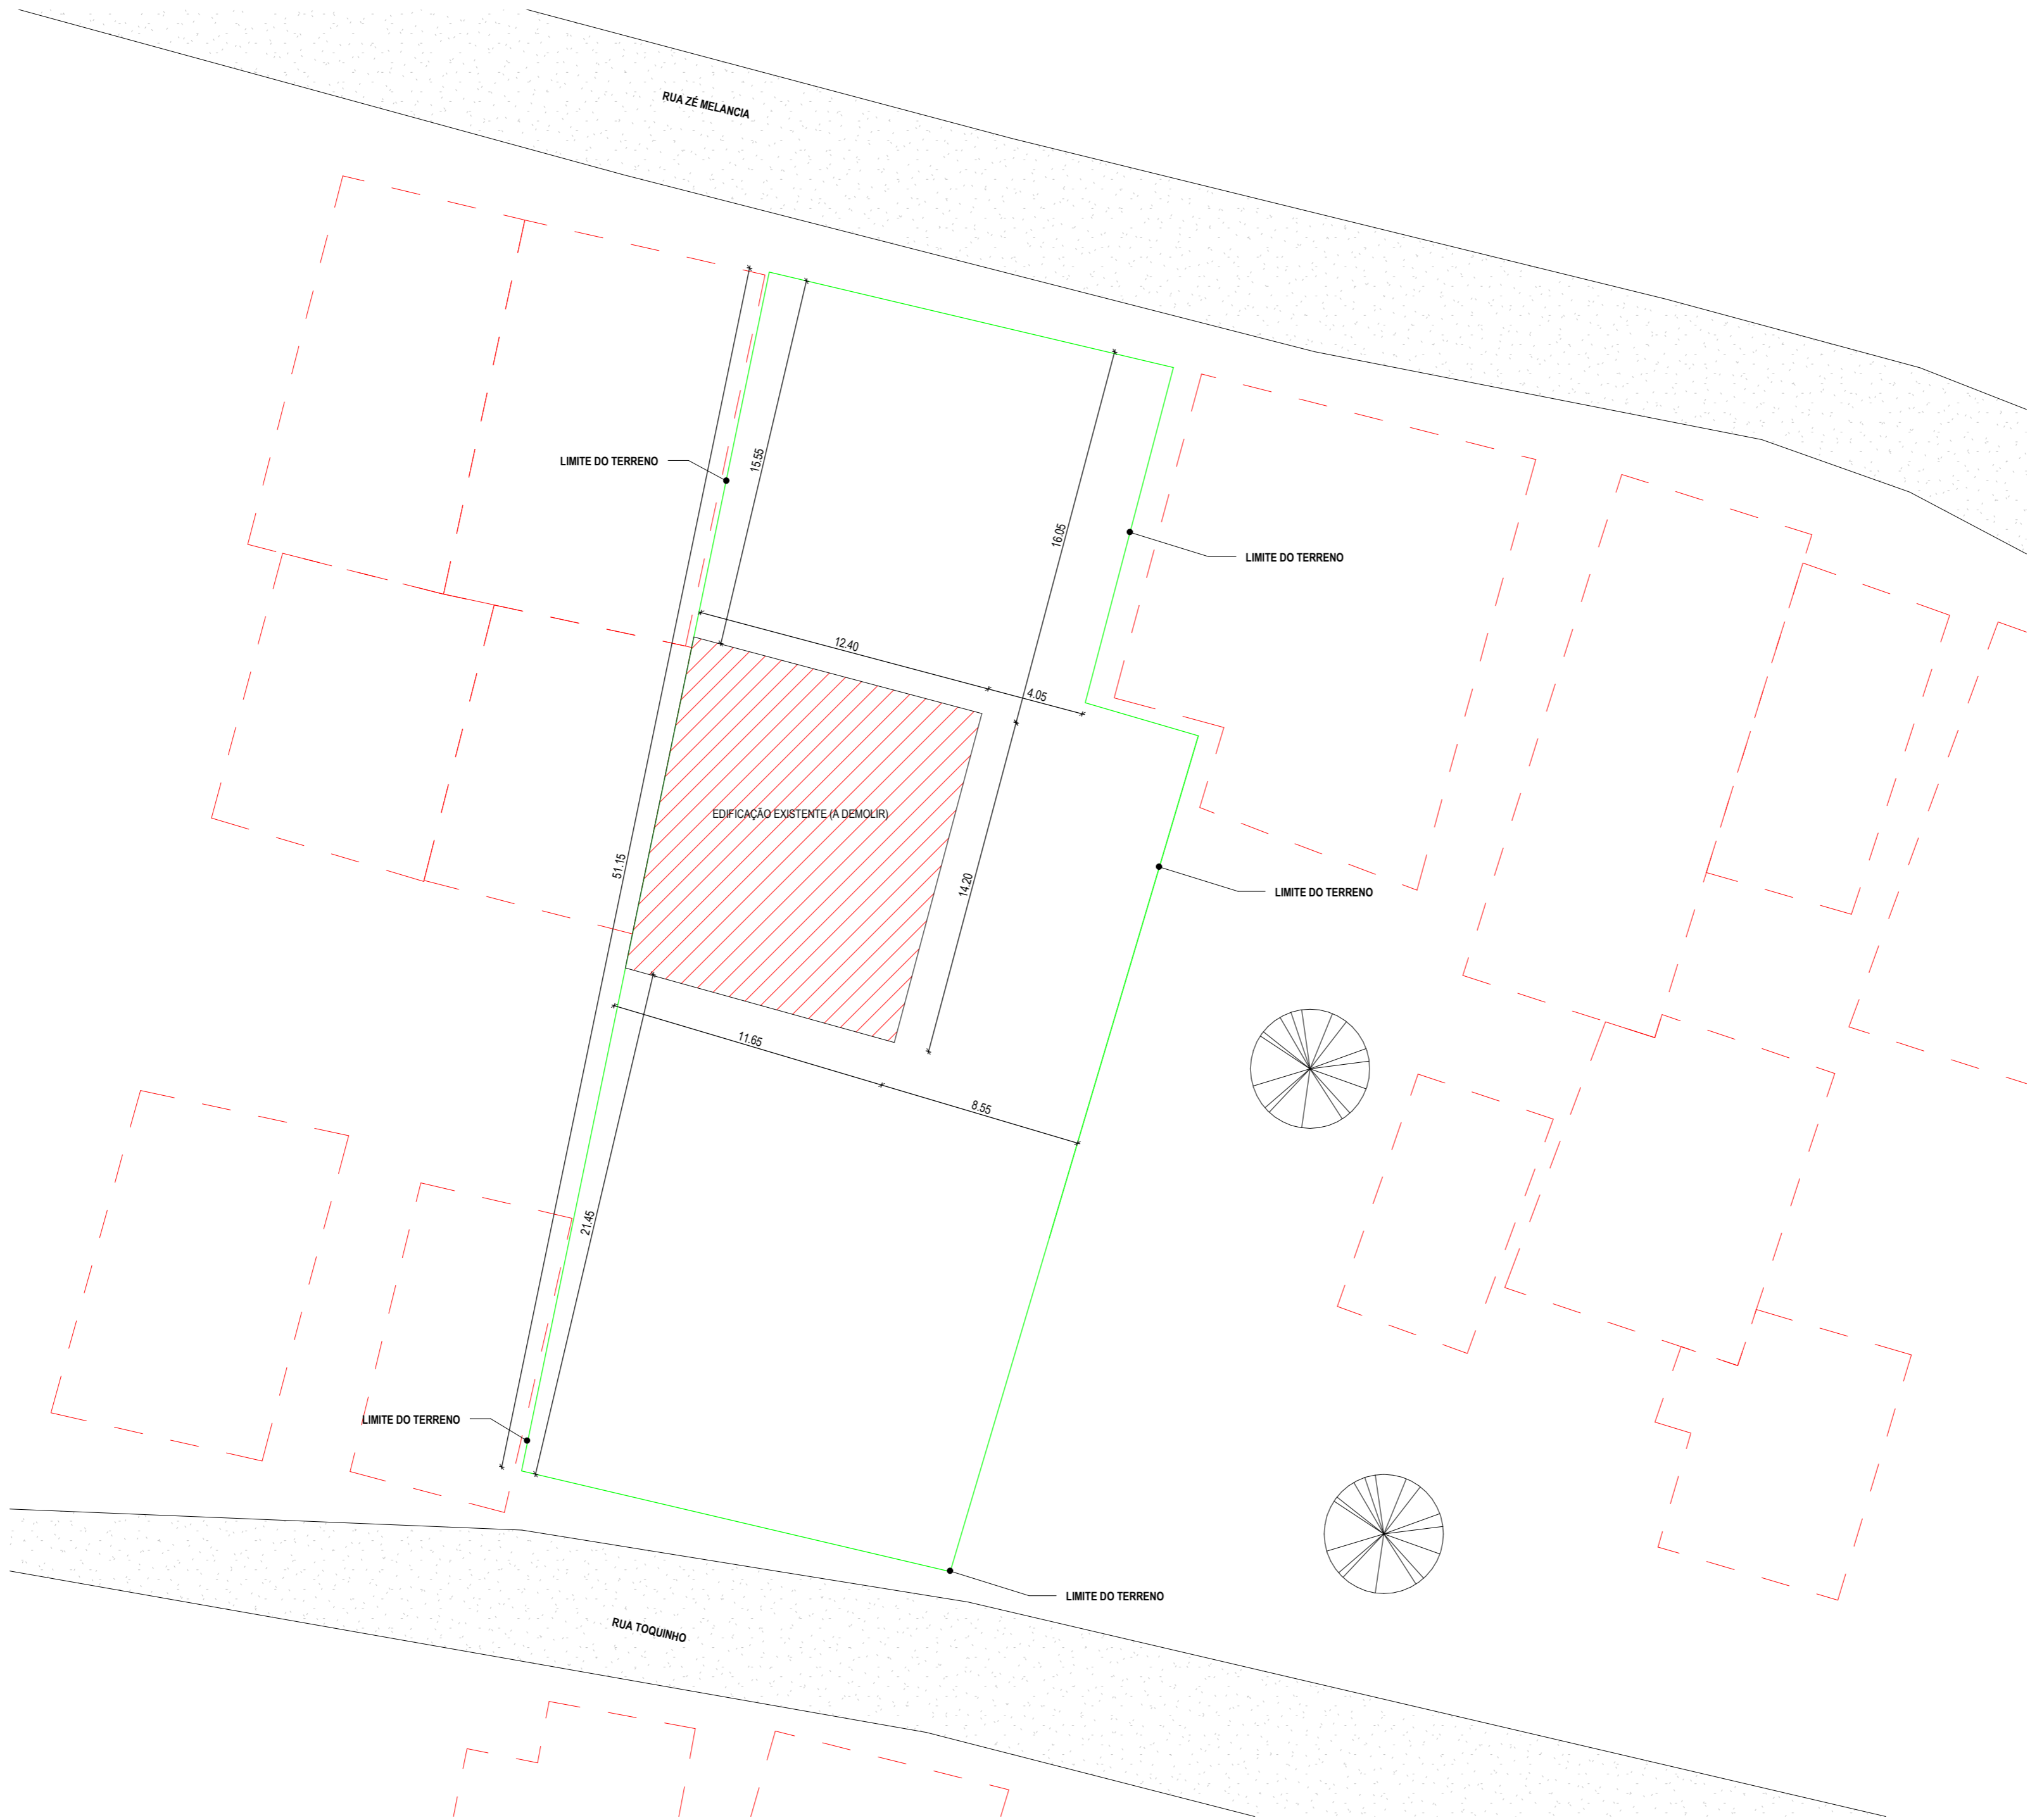 RUA ZÉ MELANCIA
LIMITE DO TERRENO
15.55
16.05
LIMITE DO TERRENO
12.40
4.05
EDIFICAÇÃO EXISTENTE (A DEMOLIR)
51.15
14.20
LIMITE DO TERRENO
11.65
8.55
21.45
LIMITE DO TERRENO
LIMITE DO TERRENO
RUA TOQUINHO